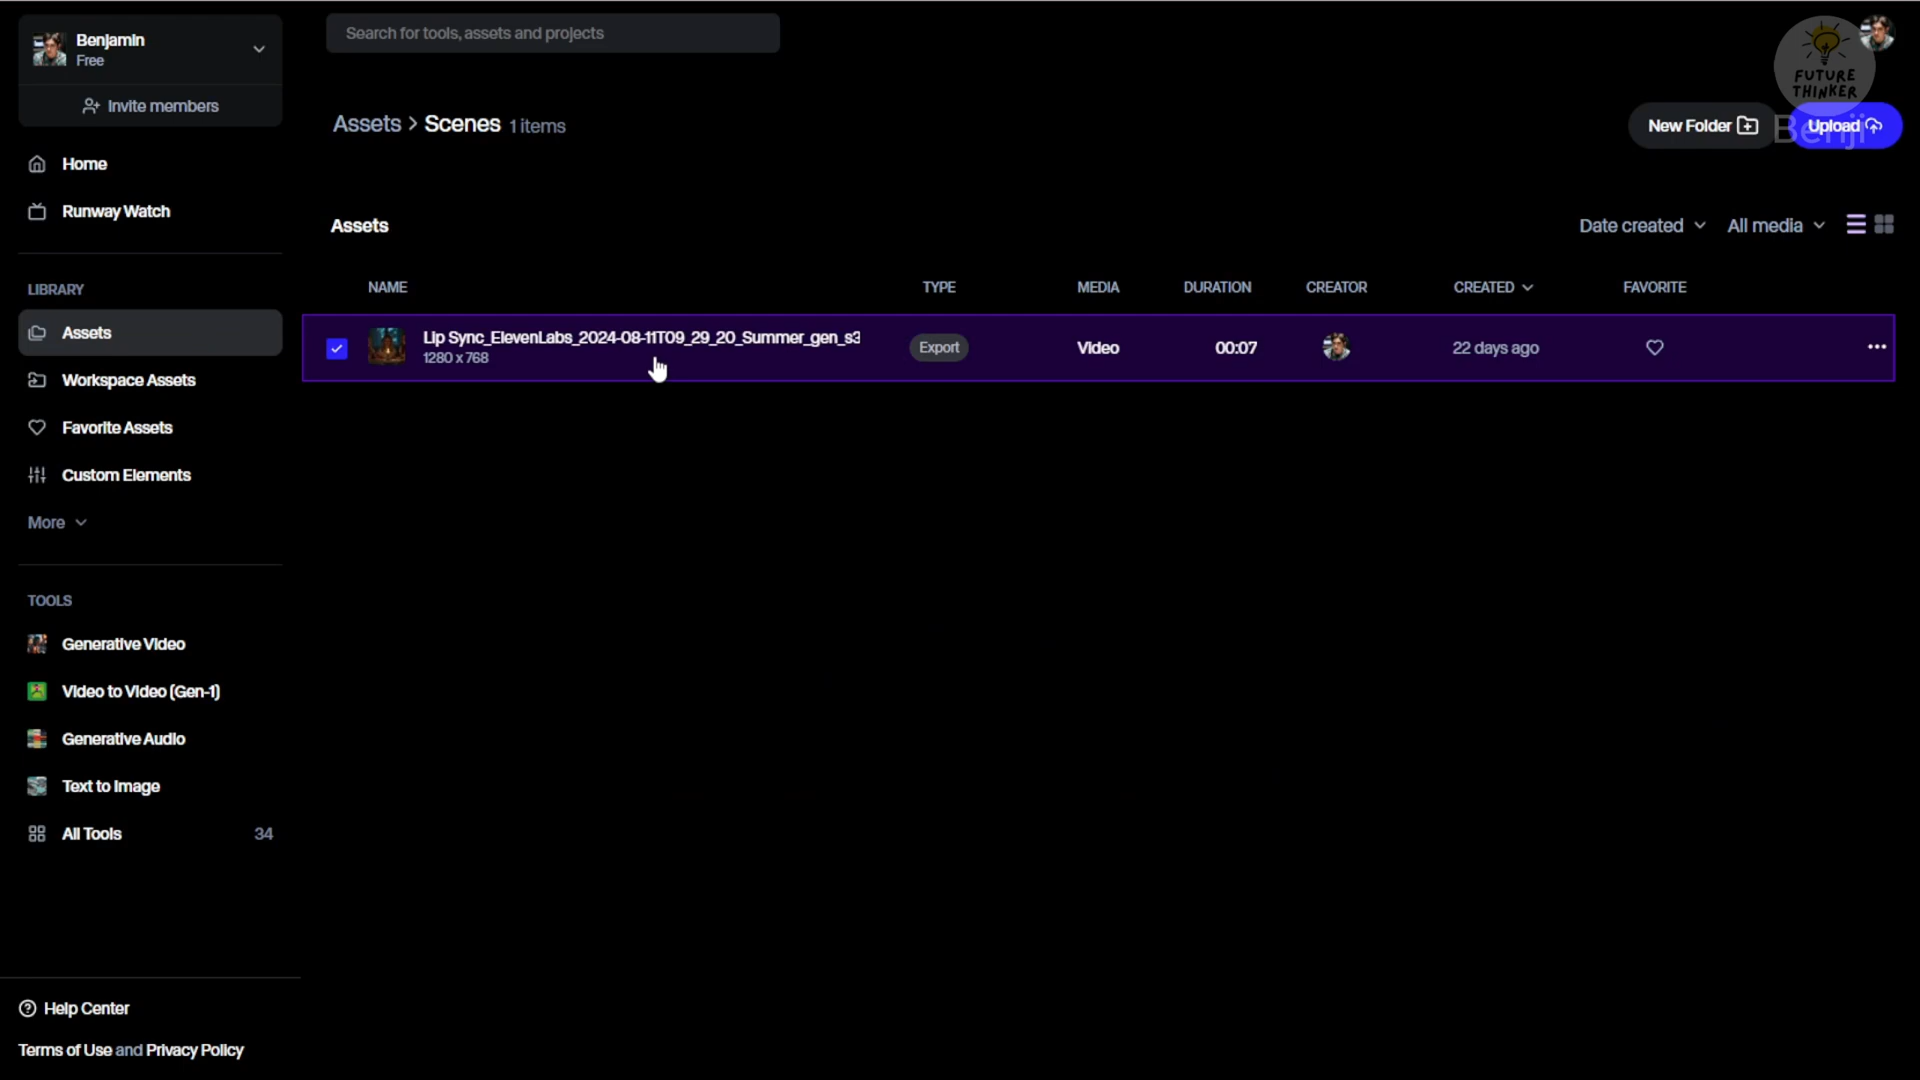 Benjamin
Free
Invite members
Search for tools, assets and projects
FUTURE
THINKER
Benji
Home
Runway Watch
LIBRARY
Assets
Workspace Assets
Favorite Assets
Custom Elements
More
TOOLS
Generative Video
Video to Video (Gen-1)
Generative Audio
Text to Image
All Tools 34
Help Center
Terms of Use and Privacy Policy
Assets > Scenes 1 items
New Folder
Upload
Assets
Date created
All media
NAME TYPE MEDIA DURATION CREATOR CREATED FAVORITE
Lip Sync_ElevenLabs_2024-08-11T09_29_20_Summer_gen_s3
1280 x 768
Export Video 00:07 22 days ago